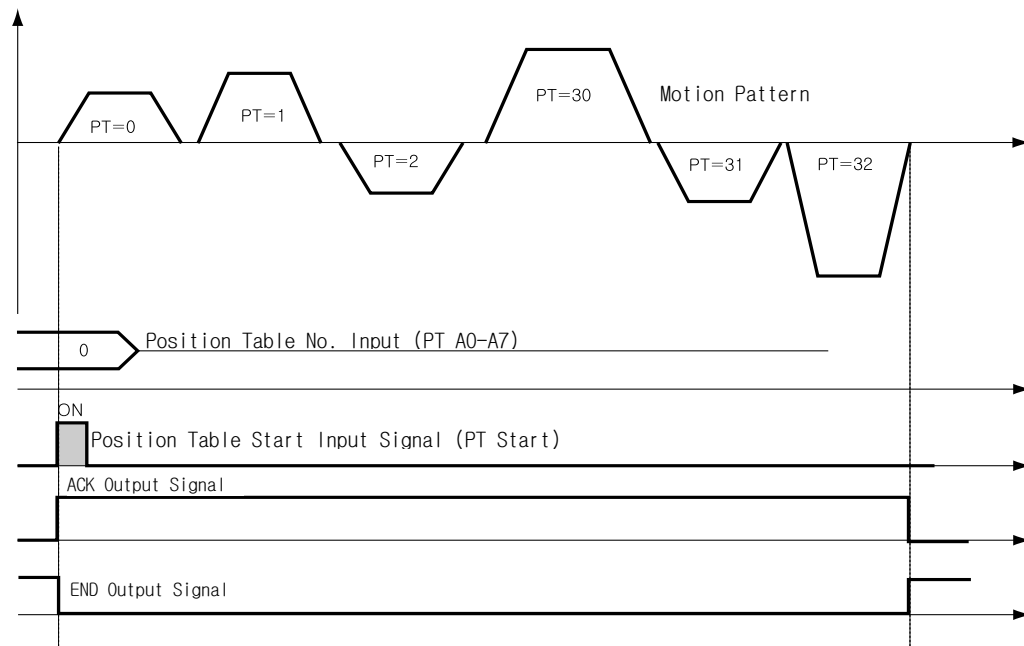 PT=0
PT=1
PT=2
PT=30
Motion Pattern
PT=31
PT=32
0
Position Table No. Input (PT A0-A7)
ON
Position Table Start Input Signal (PT Start)
ACK Output Signal
END Output Signal